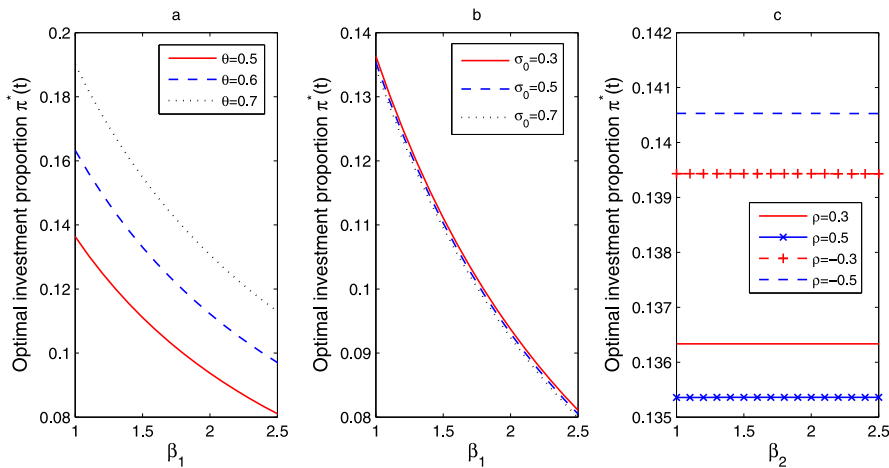 a
Optimal investment proportion π*(t)
0.2
0.18
0.16
0.14
0.12
0.1
0.08
θ=0.5
θ=0.6
θ=0.7
1
1.5
2
2.5
β1
b
Optimal investment proportion π*(t)
0.14
0.13
0.12
0.11
0.1
0.09
0.08
σ0=0.3
σ0=0.5
σ0=0.7
1
1.5
2
2.5
β1
c
Optimal investment proportion π*(t)
0.142
0.141
0.14
0.139
0.138
0.137
0.136
0.135
ρ=0.3
ρ=0.5
ρ=−0.3
ρ=−0.5
1
1.5
2
2.5
β2